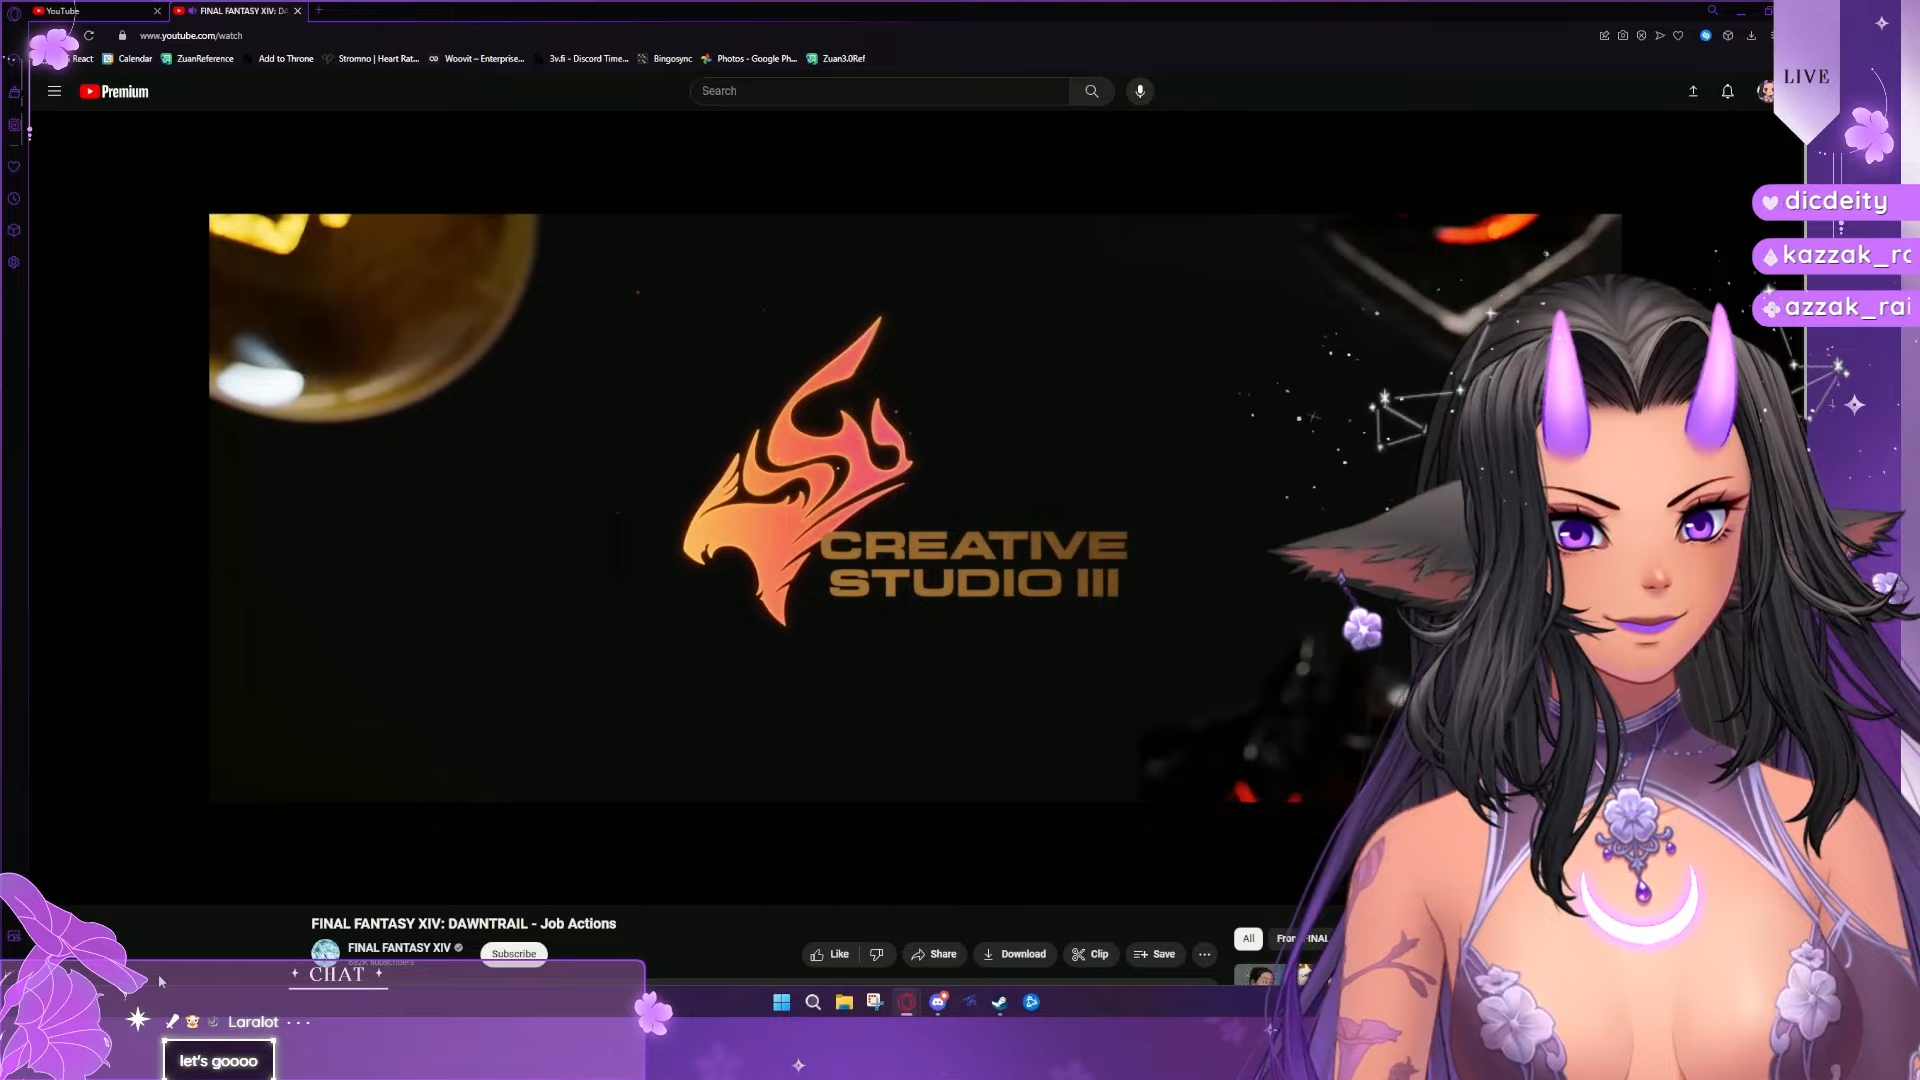 YouTube
FINAL FANTASY XIV: DA
www.youtube.com/watch
React
Calendar
ZuanReference
Add to Throne
Stromno | Heart Rat...
Woovit – Enterprise...
3v.fi - Discord Time...
Bingosync
Photos - Google Ph...
Zuan3.0Ref
Premium
Search
LIVE
dicdeity
kazzak_ra
azzak_rai
CREATIVE
STUDIO III
FINAL FANTASY XIV: DAWNTRAIL - Job Actions
FINAL FANTASY XIV
Subscribe
Like
Share
Download
Clip
Save
All
CHAT
Laralot
let's goooo